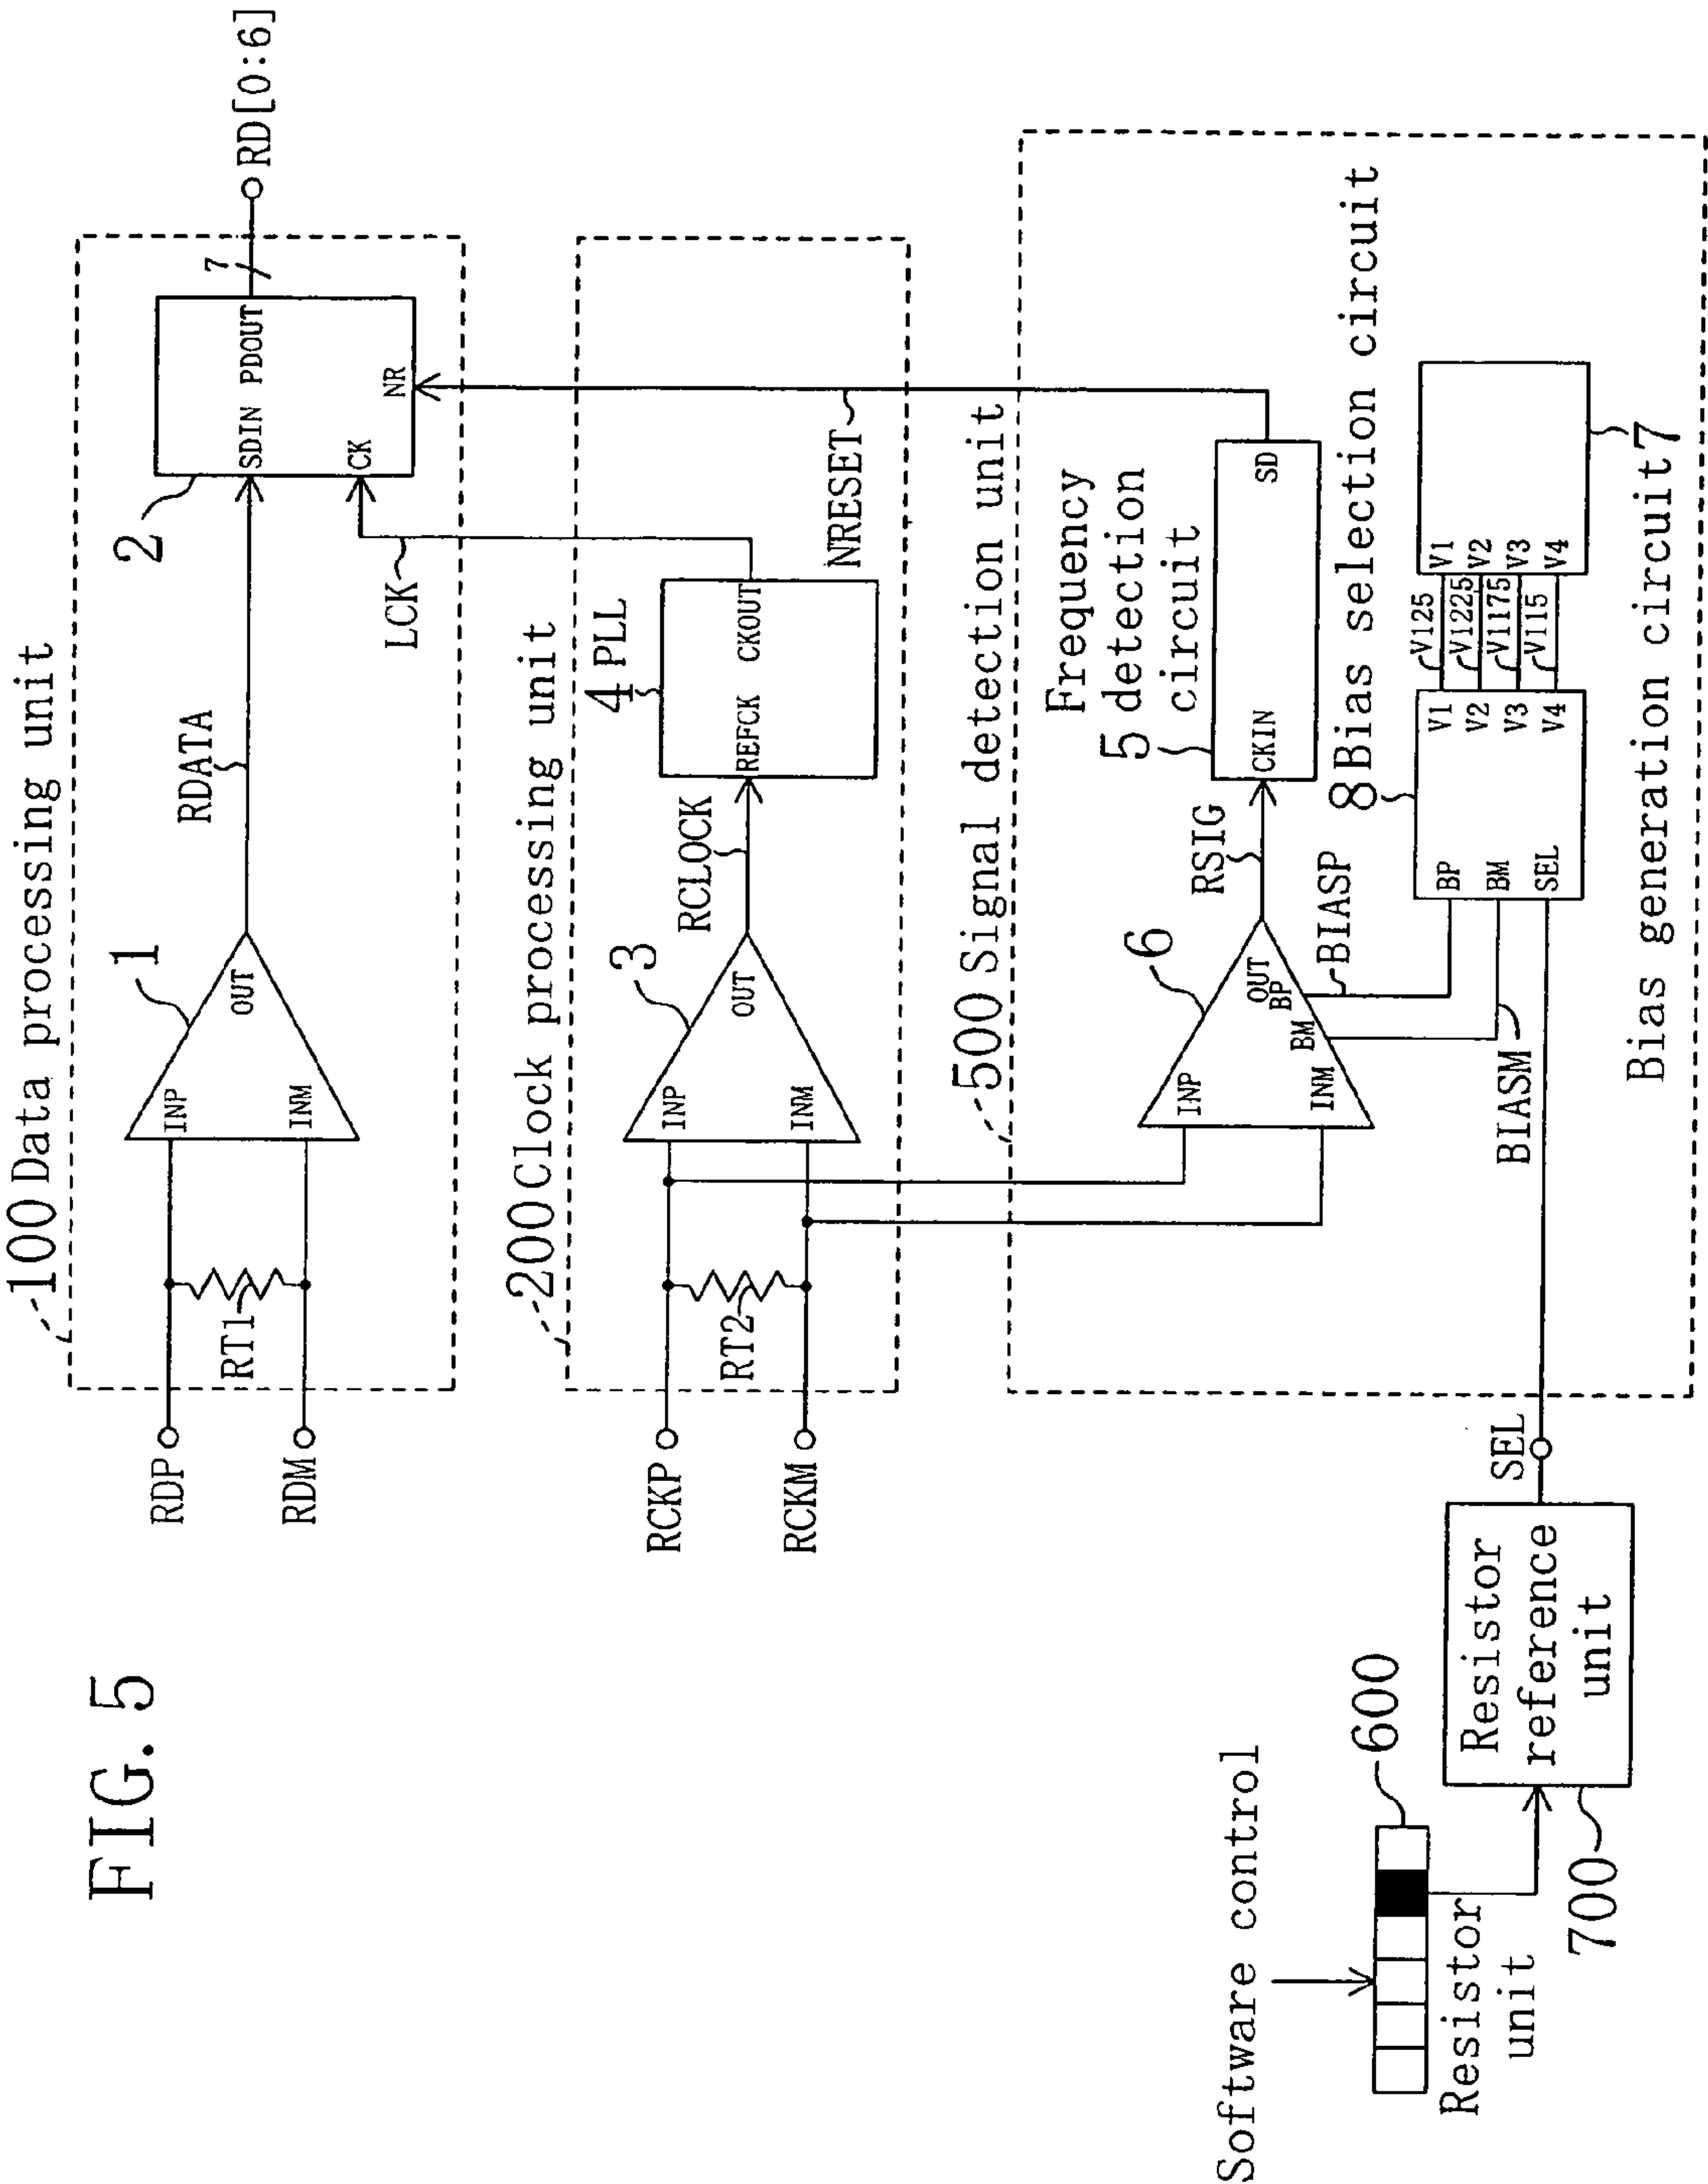 FIG. 5
100 Data processing unit
RDP
RDM
RT1
INP
INM
OUT
1
RDATA
2
SDIN PDOUT
CK
NR
7
RD[0:6]
200 Clock processing unit
RCKP
RCKM
RT2
INP
INM
OUT
3
RCLOCK
4 PLL
REFCK CKOUT
LCK
NRESET
500 Signal detection unit
INP
INM
OUT
BP
BM
6
RSIG
BIASP
BIASM
Frequency
5 detection
circuit
CKIN
SD
8 Bias selection circuit
BP
BM
SEL
V1
V2
V3
V4
V125
V1225
V1175
V115
V1
V2
V3
V4
Bias generation circuit 7
SEL
Software control
600
Resistor
unit
700
Resistor
reference
unit